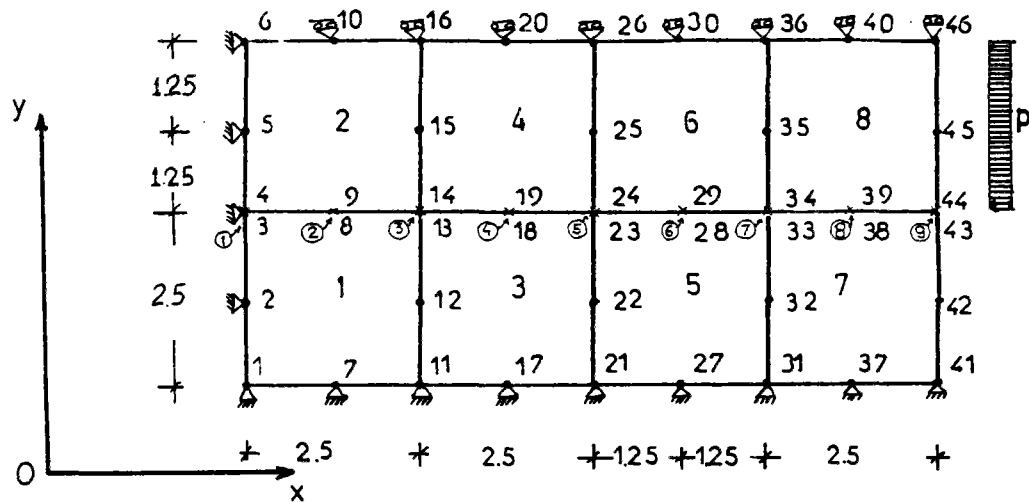 6 10 16 20 26 30 36 40 46
1.25
y
5 2 15 4 25 6 35 8 45
p
1.25
4 9 14 19 24 29 34 39 44
① 3 ② 8 ③ 13 ④ 18 ⑤ 23 ⑥ 28 ⑦ 33 ⑧ 38 ⑨ 43
2.5
2 1 12 3 22 5 32 7 42
1 7 11 17 21 27 31 37 41
2.5 2.5 1.25 1.25 2.5
O
x